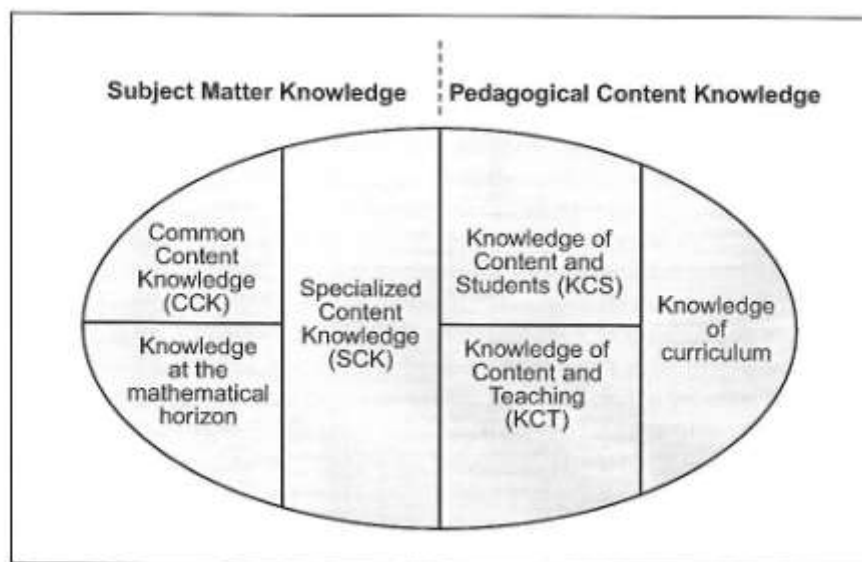 Subject Matter Knowledge
Pedagogical Content Knowledge
Common
Content
Knowledge
(CCK)
Knowledge
at the
mathematical
horizon
Specialized
Content
Knowledge
(SCK)
Knowledge of
Content and
Students (KCS)
Knowledge of
Content and
Teaching
(KCT)
Knowledge
of
curriculum